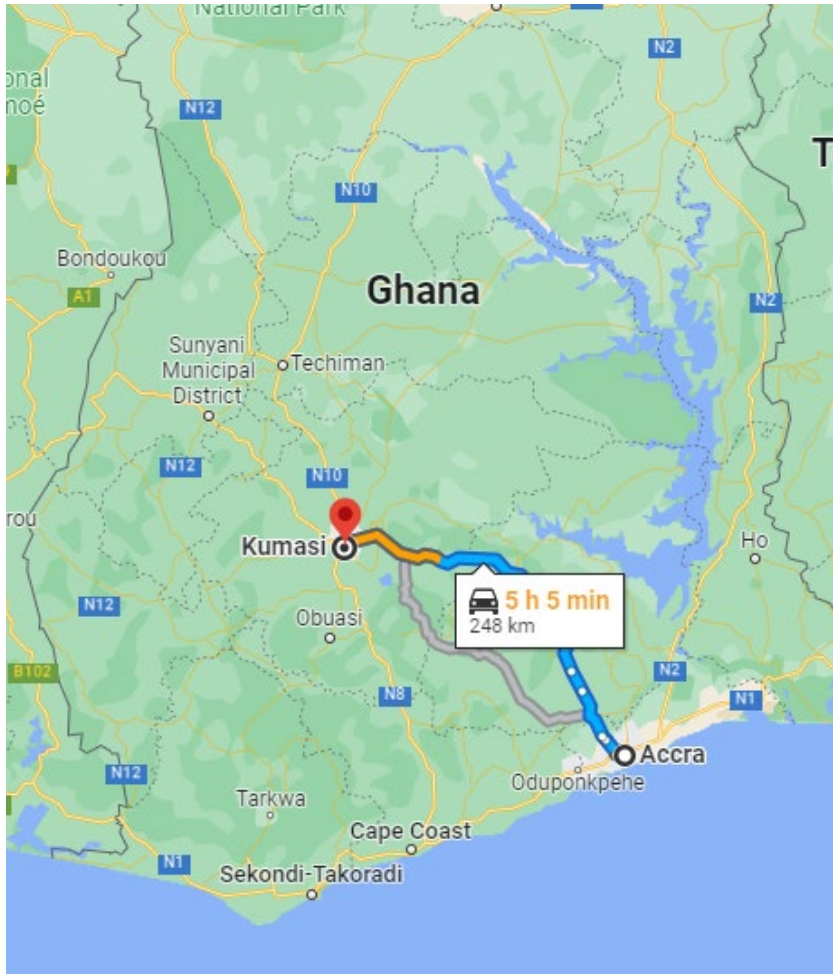 National Park
N2
onal
moé
N12
T
N10
Bondoukou
A1
Ghana
N2
Sunyani
Municipal
District
Techiman
N12
N10
rou
Kumasi
Ho
5 h 5 min
248 km
N12
Obuasi
B102
N8
N2
N1
Accra
N12
Oduponkpehe
Tarkwa
Cape Coast
N1
Sekondi-Takoradi